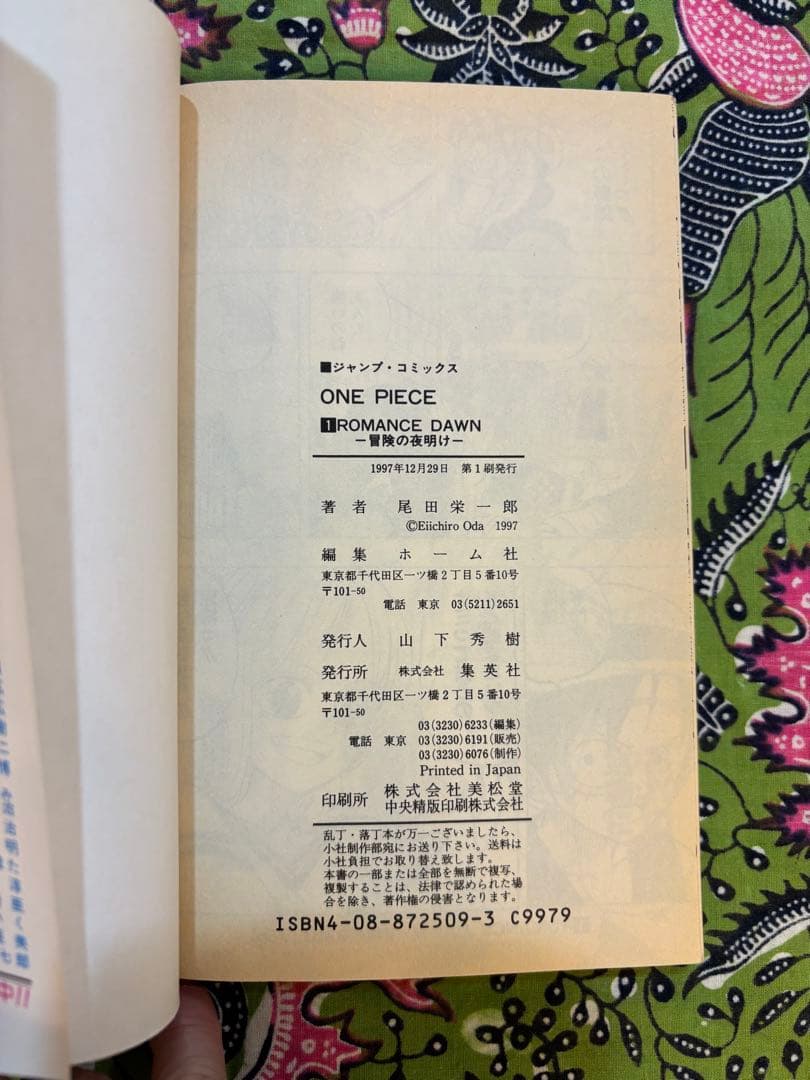 ■ジャンプ・コミックス
ONE PIECE
1 ROMANCE DAWN
―冒険の夜明け―
1997年12月29日 第1刷発行
著者 尾田栄一郎
©Eiichiro Oda 1997
編集 ホーム社
東京都千代田区一ツ橋2丁目5番10号
〒101-50
電話 東京 03(5211)2651
発行人 山下秀樹
発行所 株式会社 集英社
東京都千代田区一ツ橋2丁目5番10号
〒101-50
03(3230)6233(編集)
電話 東京 03(3230)6191(販売)
03(3230)6076(制作)
Printed in Japan
印刷所 株式会社美松堂
中央精版印刷株式会社
乱丁・落丁本が万一ございましたら、
小社制作部宛にお送り下さい。送料は
小社負担でお取り替え致します。
本書の一部または全部を無断で複写、
複製することは、法律で認められた場
合を除き、著作権の侵害となります。
ISBN4-08-872509-3 C9979